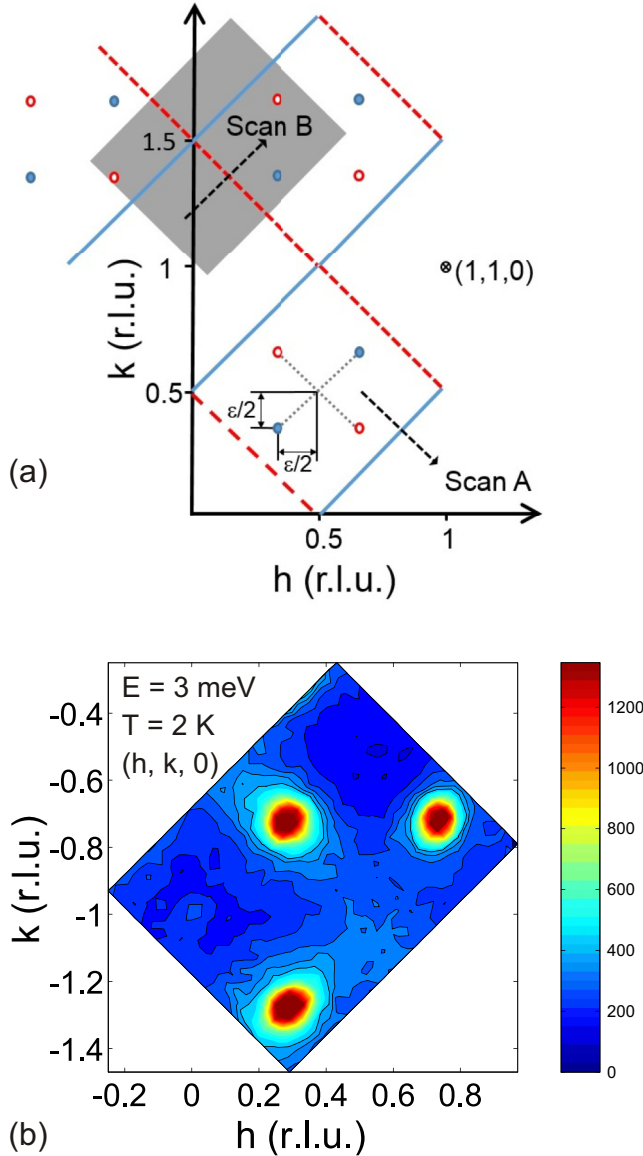 Scan B
1.5
k (r.l.u.)
1
(1,1,0)
0.5
ε/2
ε/2
Scan A
(a)
0.5
1
h (r.l.u.)
E = 3 meV
T = 2 K
(h, k, 0)
-0.4
-0.6
-0.8
-1
-1.2
-1.4
k (r.l.u.)
-0.2
0
0.2
0.4
0.6
0.8
h (r.l.u.)
(b)
1200
1000
800
600
400
200
0